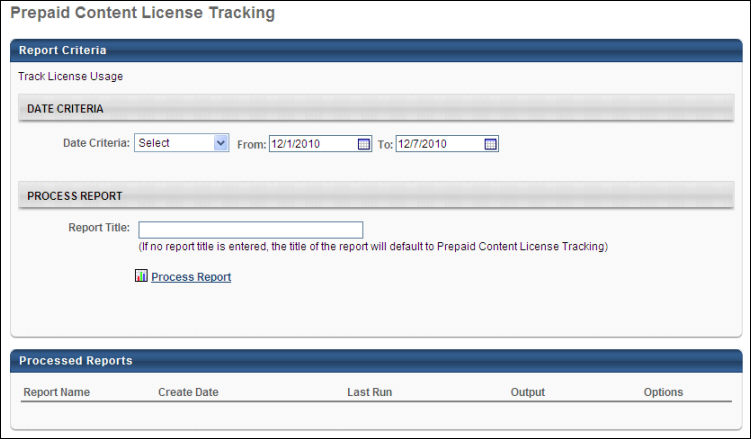 Prepaid Content License Tracking
Report Criteria
Track License Usage
DATE CRITERIA
Date Criteria: Select From: 12/1/2010 To: 12/7/2010
PROCESS REPORT
Report Title:
(If no report title is entered, the title of the report will default to Prepaid Content License Tracking)
Process Report
Processed Reports
Report Name Create Date Last Run Output Options